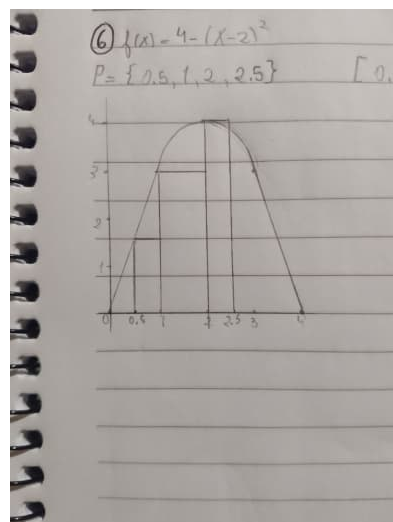 6 f(x) = 4 - (x-2)²
P = {0.5, 1, 2, 2.5} [0.
4
3
2
1
0 0.5 1 2 2.5 3 4